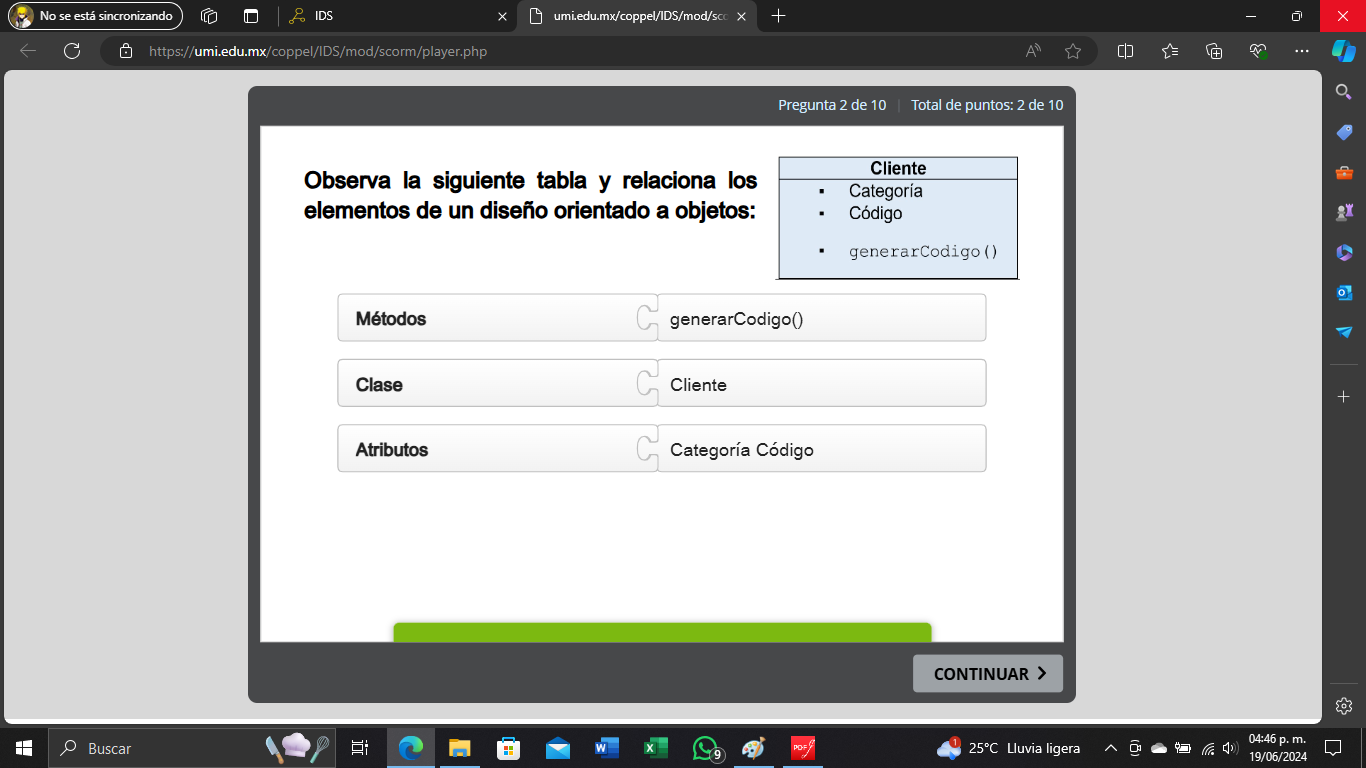 No se está sincronizando
IDS
umi.edu.mx/coppel/IDS/mod/sco
https://umi.edu.mx/coppel/IDS/mod/scorm/player.php
Pregunta 2 de 10 | Total de puntos: 2 de 10
Observa la siguiente tabla y relaciona los
elementos de un diseño orientado a objetos:
Cliente
▪ Categoría
▪ Código
▪ generarCodigo()
Métodos generarCodigo()
Clase Cliente
Atributos Categoría Código
CONTINUAR
Buscar
9
PDF
1
25°C Lluvia ligera
04:46 p. m.
19/06/2024